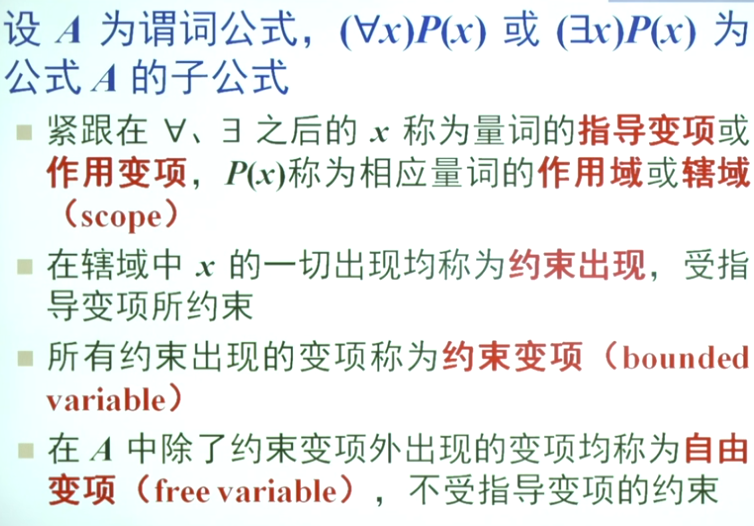 设 A 为谓词公式，(∀x)P(x) 或 (∃x)P(x) 为
公式 A 的子公式
紧跟在 ∀、∃ 之后的 x 称为量词的指导变项或
作用变项，P(x)称为相应量词的作用域或辖域
（scope）
在辖域中 x 的一切出现均称为约束出现，受指
导变项所约束
所有约束出现的变项称为约束变项（bounded
variable）
在 A 中除了约束变项外出现的变项均称为自由
变项（free variable），不受指导变项的约束